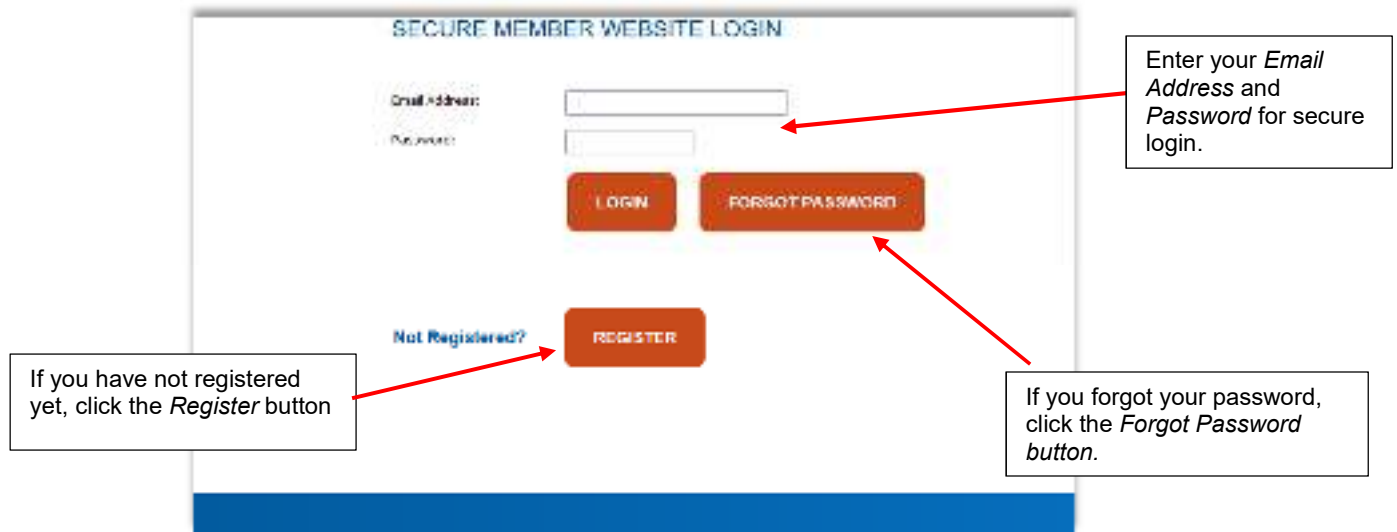 SECURE MEMBER WEBSITE LOGIN
Enter your Email
Address and
Password for secure
login.
Email Address:
Password:
LOGIN
FORGOT PASSWORD
Not Registered?
REGISTER
If you have not registered
yet, click the Register button
If you forgot your password,
click the Forgot Password
button.